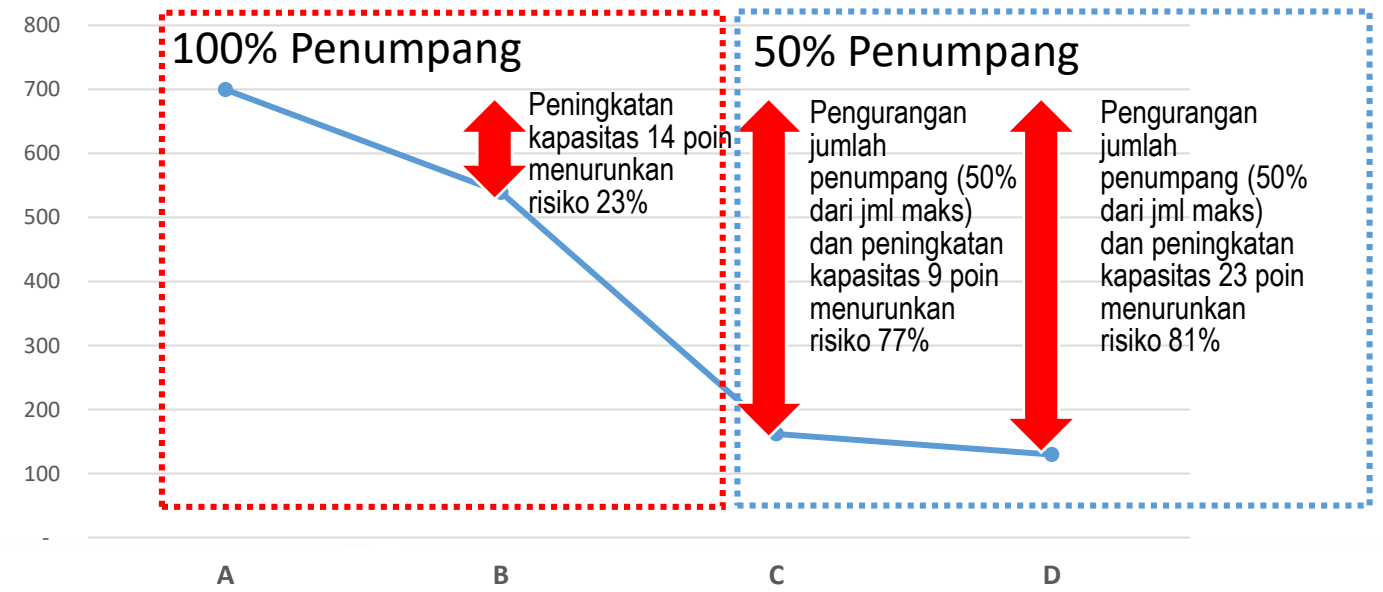 800
700
600
500
400
300
200
100
-
100% Penumpang
Peningkatan
kapasitas 14 poin
menurunkan
risiko 23%
50% Penumpang
Pengurangan
jumlah
penumpang (50%
dari jml maks)
dan peningkatan
kapasitas 9 poin
menurunkan
risiko 77%
Pengurangan
jumlah
penumpang (50%
dari jml maks)
dan peningkatan
kapasitas 23 poin
menurunkan
risiko 81%
A
B
C
D